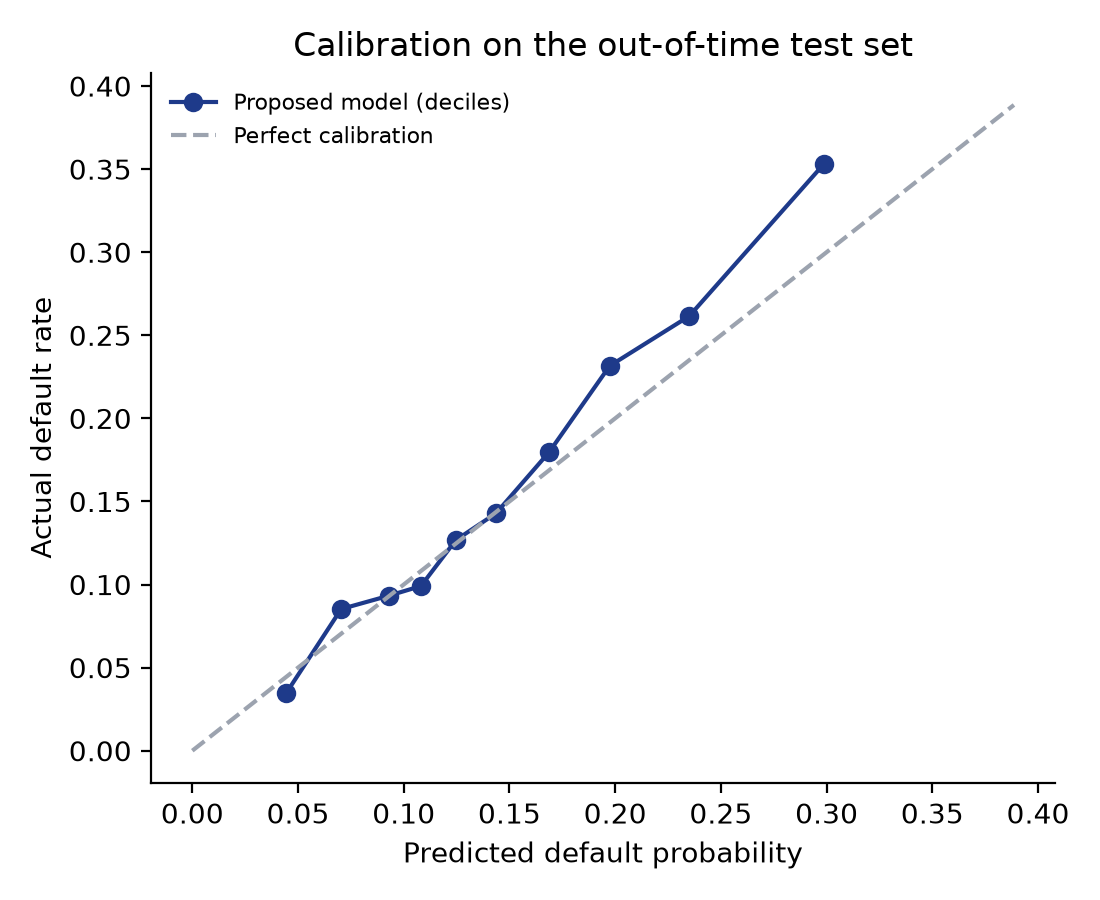 Calibration on the out-of-time test set
Proposed model (deciles)
Perfect calibration
Actual default rate
0.40
0.35
0.30
0.25
0.20
0.15
0.10
0.05
0.00
0.00 0.05 0.10 0.15 0.20 0.25 0.30 0.35 0.40
Predicted default probability